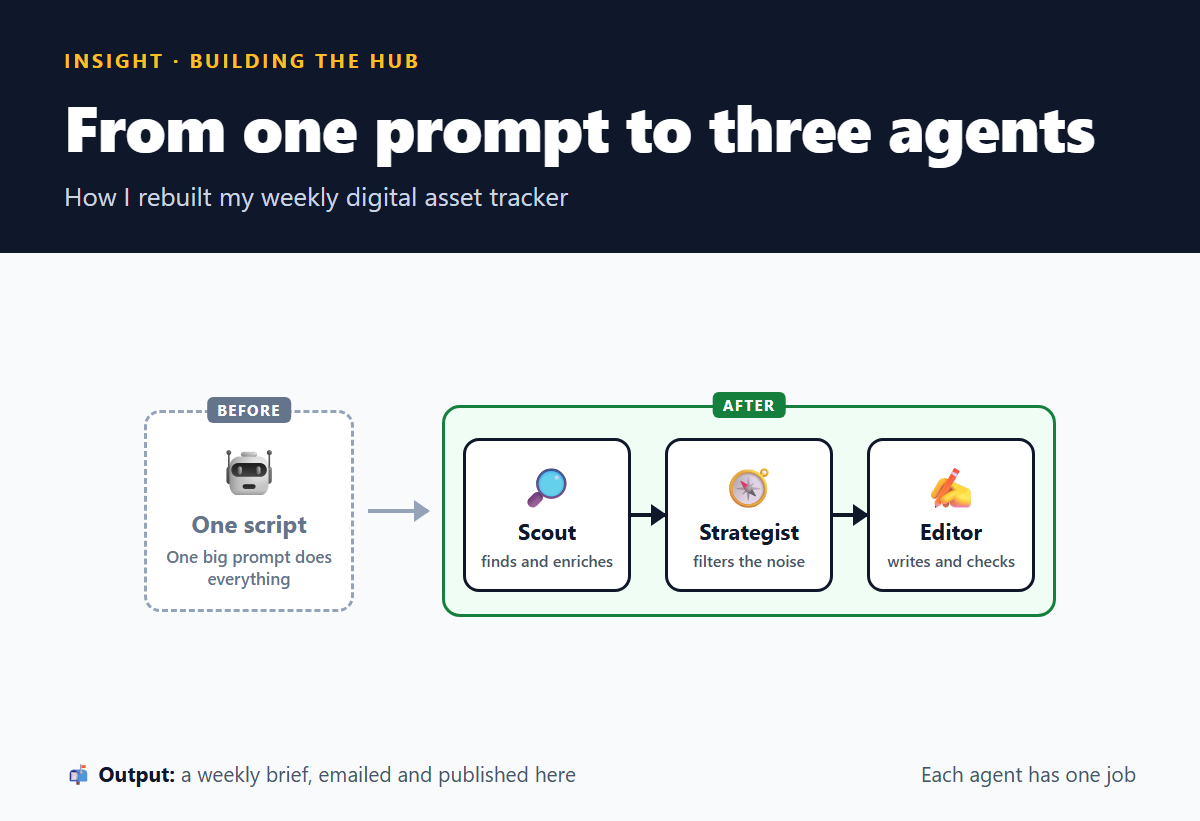 INSIGHT · BUILDING THE HUB
From one prompt to three agents
How I rebuilt my weekly digital asset tracker
BEFORE
One script
One big prompt does
everything
AFTER
Scout
finds and enriches
Strategist
filters the noise
Editor
writes and checks
Output: a weekly brief, emailed and published here
Each agent has one job